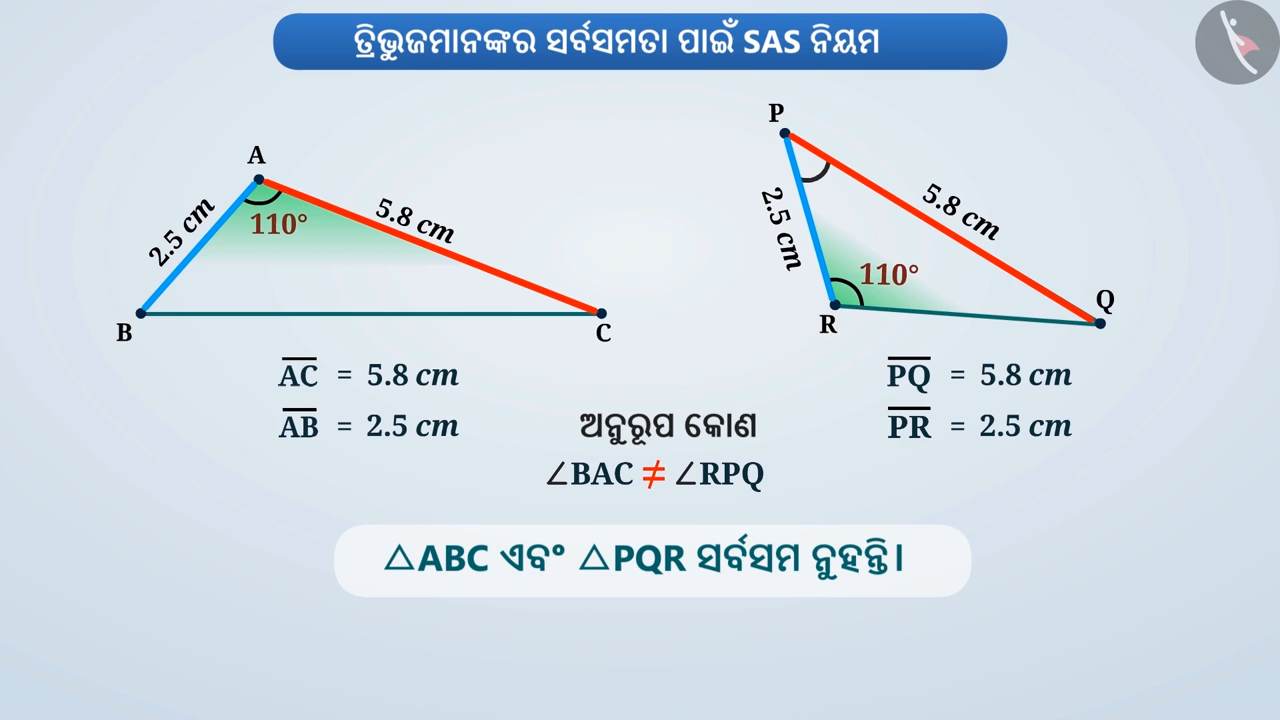 ତ୍ରିଭୁଜମାନଙ୍କର ସର୍ବସମତା ପାଇଁ SAS ନିୟମ
A
2.5 cm
110°
5.8 cm
B
C
P
2.5 cm
5.8 cm
110°
R
Q
AC = 5.8 cm
AB = 2.5 cm
PQ = 5.8 cm
PR = 2.5 cm
ଅନୁରୂପ କୋଣ
∠BAC ≠ ∠RPQ
△ABC ଏବଂ △PQR ସର୍ବସମ ନୁହନ୍ତି।